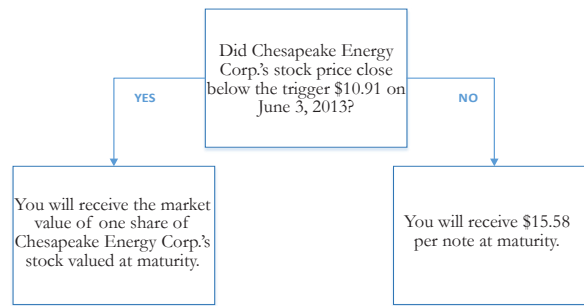 Did Chesapeake Energy
Corp.'s stock price close
below the trigger $10.91 on
June 3, 2013?
YES
NO
You will receive the market
value of one share of
Chesapeake Energy Corp.'s
stock valued at maturity.
You will receive $15.58
per note at maturity.